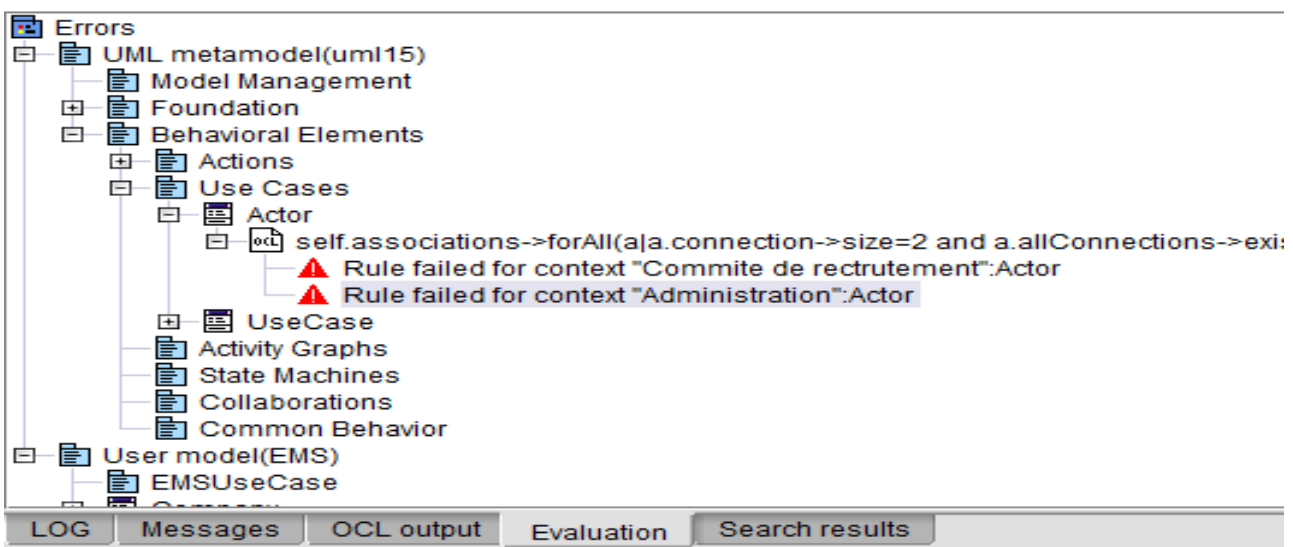 Errors
UML metamodel(uml15)
Model Management
Foundation
Behavioral Elements
Actions
Use Cases
Actor
ocL self.associations->forAll(a|a.connection->size=2 and a.allConnections->exi
Rule failed for context "Commite de rectrutement":Actor
Rule failed for context "Administration":Actor
UseCase
Activity Graphs
State Machines
Collaborations
Common Behavior
User model(EMS)
EMSUseCase
LOG Messages OCL output Evaluation Search results